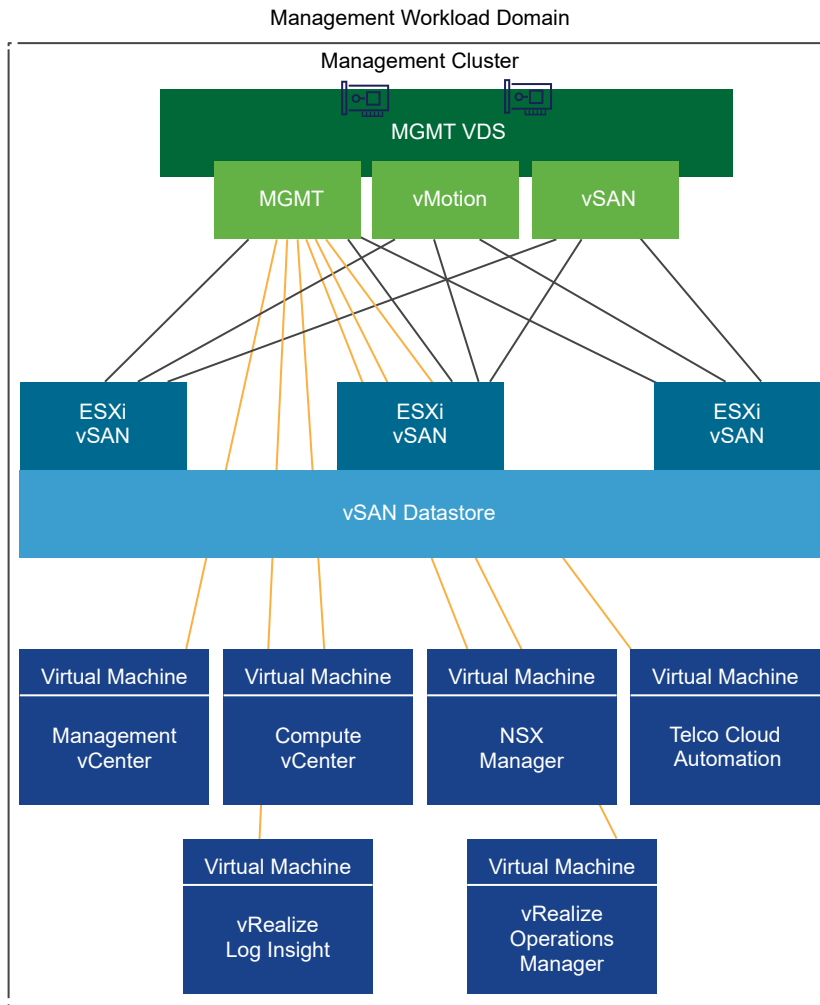 Management Workload Domain
Management Cluster
MGMT VDS
MGMT
vMotion
vSAN
ESXi
vSAN
ESXi
vSAN
ESXi
vSAN
vSAN Datastore
Virtual Machine
Management
vCenter
Virtual Machine
Compute
vCenter
Virtual Machine
NSX
Manager
Virtual Machine
Telco Cloud
Automation
Virtual Machine
vRealize
Log Insight
Virtual Machine
vRealize
Operations
Manager